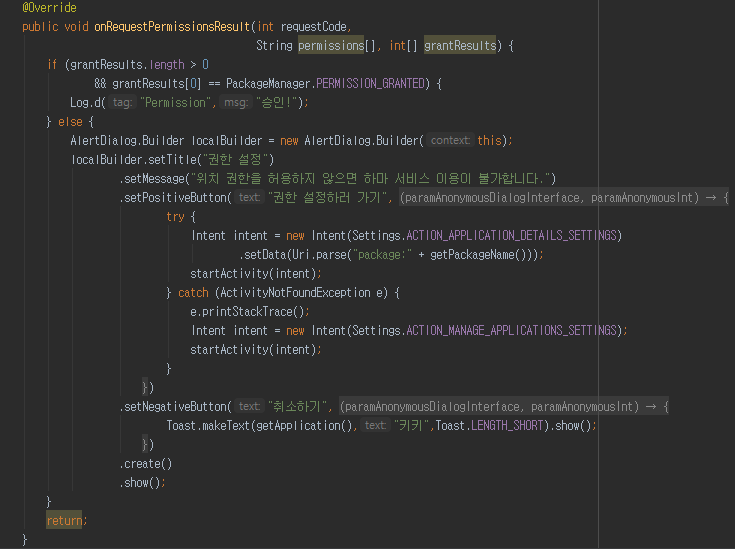 @Override
public void onRequestPermissionsResult(int requestCode,
String permissions[], int[] grantResults) {
if (grantResults.length > 0
&& grantResults[0] == PackageManager.PERMISSION_GRANTED) {
Log.d( tag: "Permission", msg: "승인!");
} else {
AlertDialog.Builder localBuilder = new AlertDialog.Builder( context: this);
localBuilder.setTitle("권한 설정")
.setMessage("위치 권한을 허용하지 않으면 하마 서비스 이용이 불가합니다.")
.setPositiveButton( text: "권한 설정하러 가기", (paramAnonymousDialogInterface, paramAnonymousInt) → {
try {
Intent intent = new Intent(Settings.ACTION_APPLICATION_DETAILS_SETTINGS)
.setData(Uri.parse("package:" + getPackageName()));
startActivity(intent);
} catch (ActivityNotFoundException e) {
e.printStackTrace();
Intent intent = new Intent(Settings.ACTION_MANAGE_APPLICATIONS_SETTINGS);
startActivity(intent);
}
})
.setNegativeButton( text: "취소하기", (paramAnonymousDialogInterface, paramAnonymousInt) → {
Toast.makeText(getApplication(), text: "키키",Toast.LENGTH_SHORT).show();
})
.create()
.show();
}
return;
}